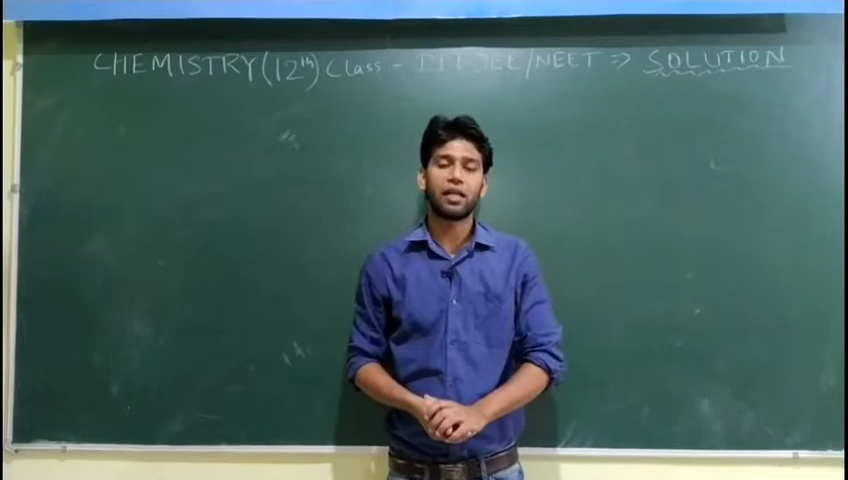 CHEMISTRY(12th) Class - IIT JEE/NEET ⇒ SOLUTION